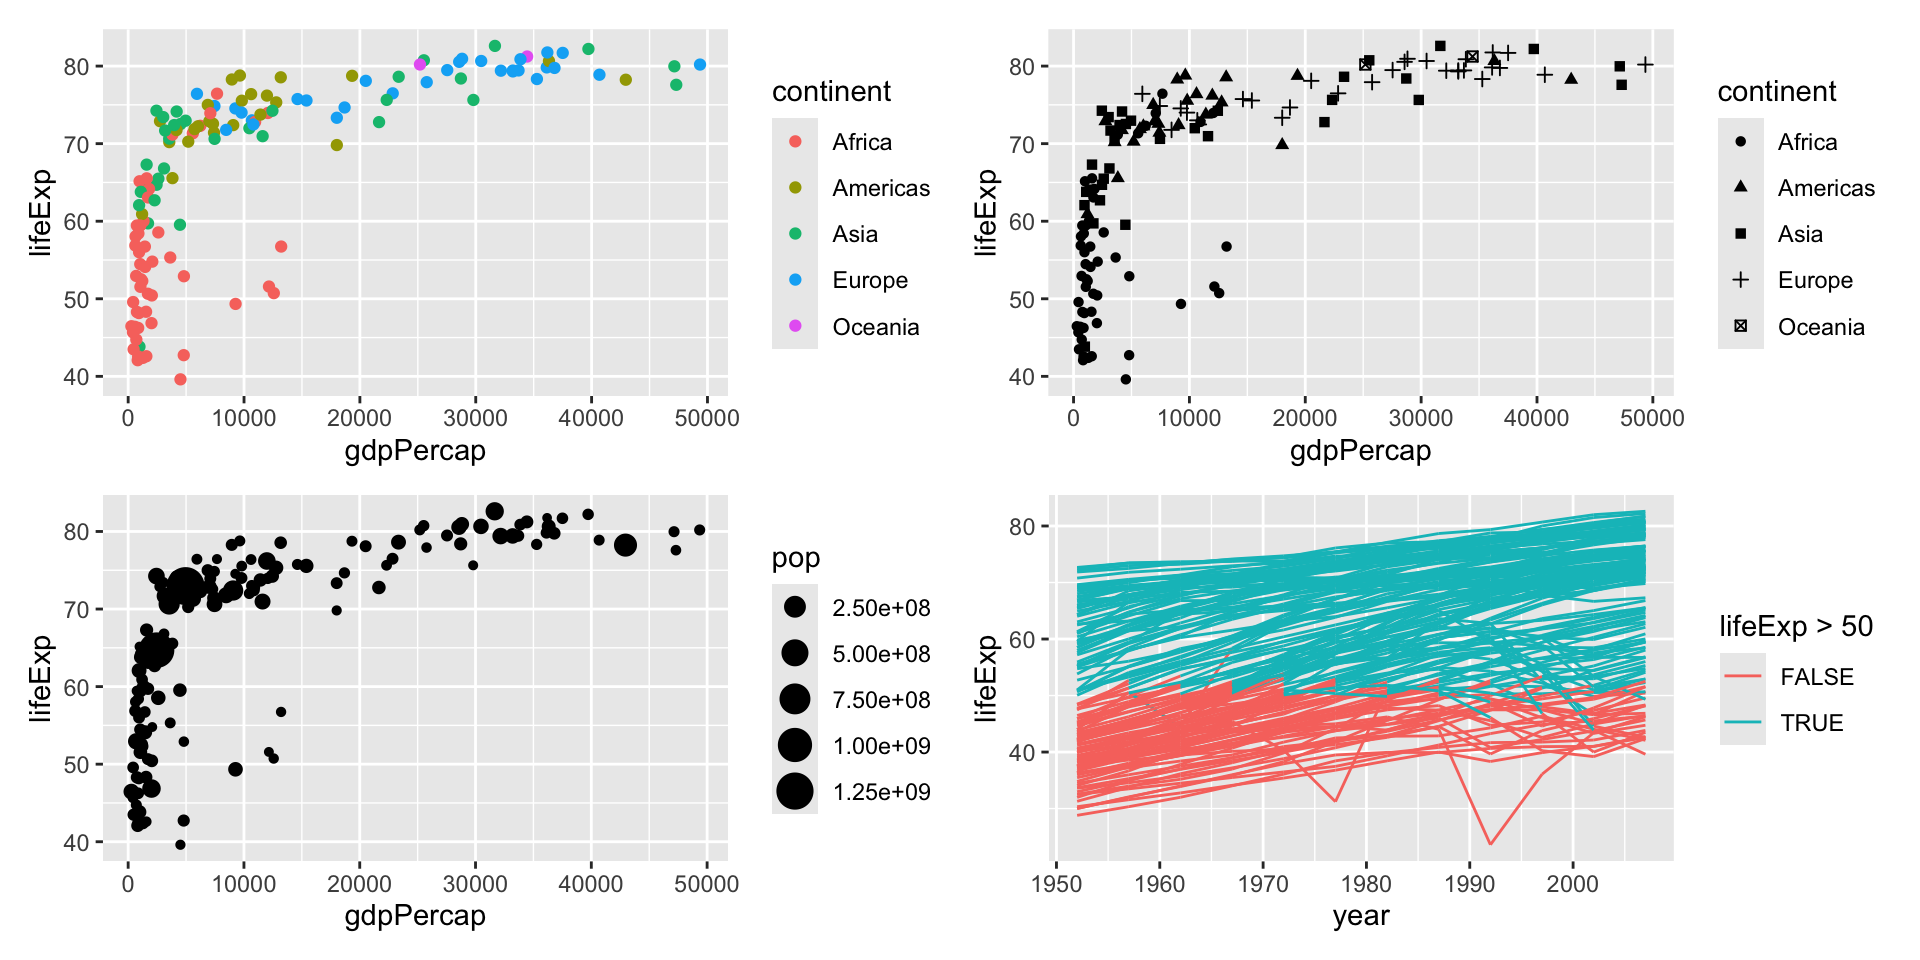 lifeExp
80
70
60
50
40
0 10000 20000 30000 40000 50000
gdpPercap
continent
Africa
Americas
Asia
Europe
Oceania
lifeExp
80
70
60
50
40
0 10000 20000 30000 40000 50000
gdpPercap
continent
Africa
Americas
Asia
Europe
Oceania
lifeExp
80
70
60
50
40
0 10000 20000 30000 40000 50000
gdpPercap
pop
2.50e+08
5.00e+08
7.50e+08
1.00e+09
1.25e+09
lifeExp
80
60
40
1950 1960 1970 1980 1990 2000
year
lifeExp > 50
FALSE
TRUE